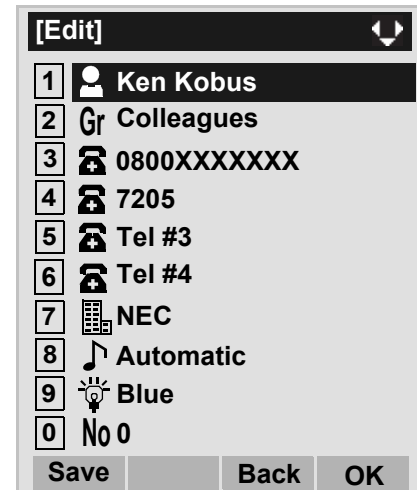 [Edit]
1 Ken Kobus
2 Gr Colleagues
3 0800XXXXXXX
4 7205
5 Tel #3
6 Tel #4
7 NEC
8 Automatic
9 Blue
0 No 0
Save Back OK